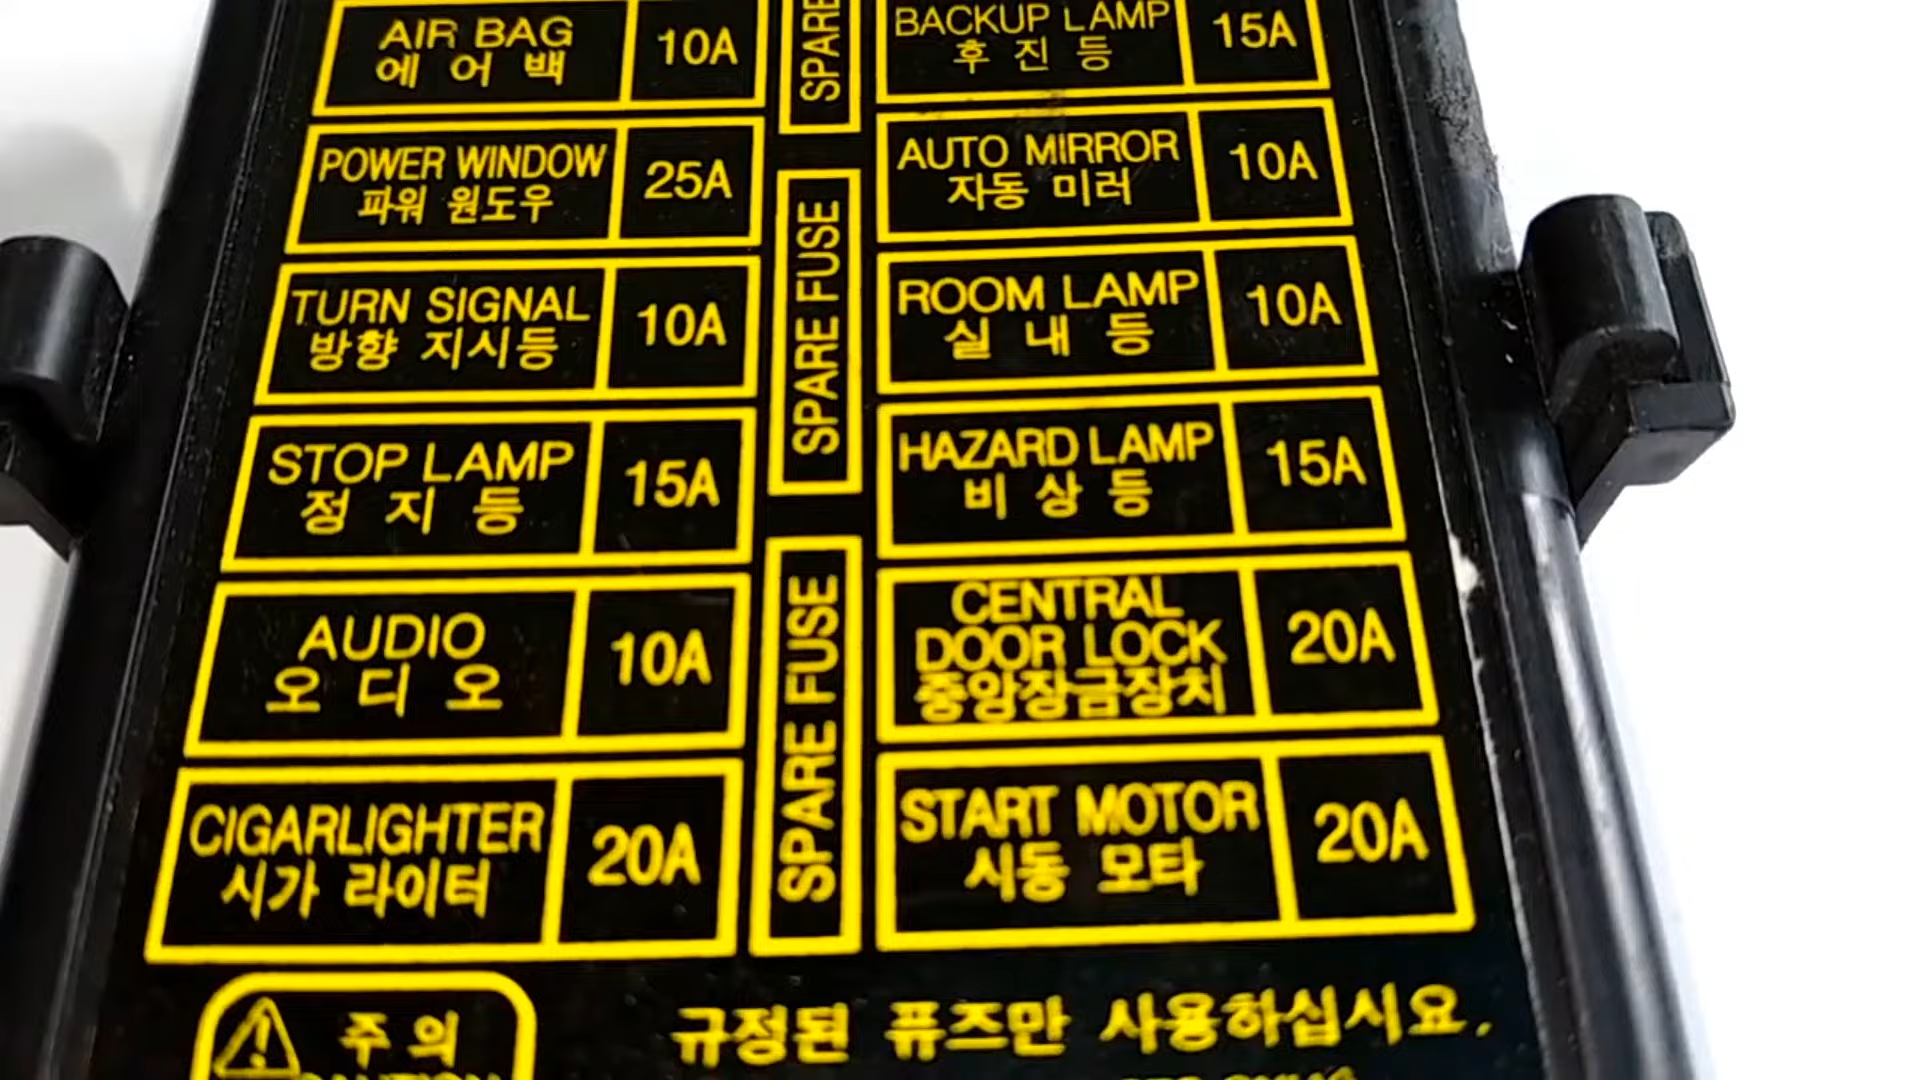 AIR BAG
에어백
10A
POWER WINDOW
파워 윈도우
25A
TURN SIGNAL
방향 지시등
10A
STOP LAMP
정지등
15A
AUDIO
오디오
10A
CIGARLIGHTER
시가 라이터
20A
SPARE
SPARE FUSE
SPARE FUSE
BACKUP LAMP
후진등
15A
AUTO MIRROR
자동 미러
10A
ROOM LAMP
실내등
10A
HAZARD LAMP
비상등
15A
CENTRAL
DOOR LOCK
중앙장금장치
20A
START MOTOR
시동 모타
20A
주의
규정된 퓨즈만 사용하십시요.